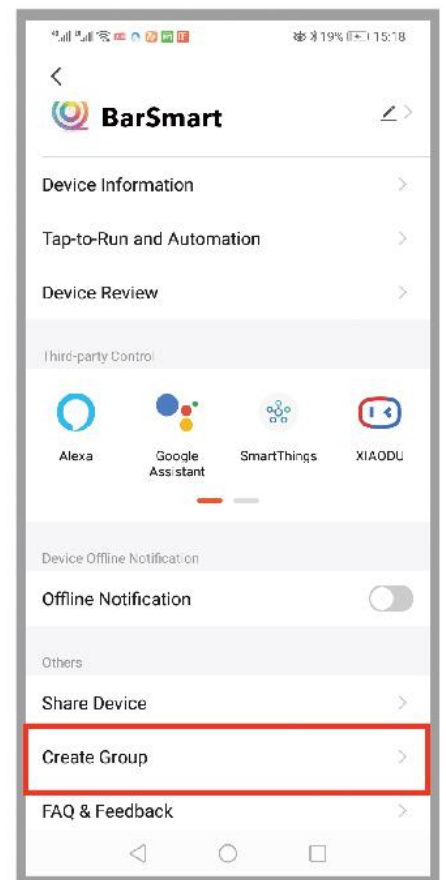 19% 15:18
BarSmart
Device Information
Tap-to-Run and Automation
Device Review
Third-party Control
Alexa
Google Assistant
SmartThings
XIAODU
Device Offline Notification
Offline Notification
Others
Share Device
Create Group
FAQ & Feedback